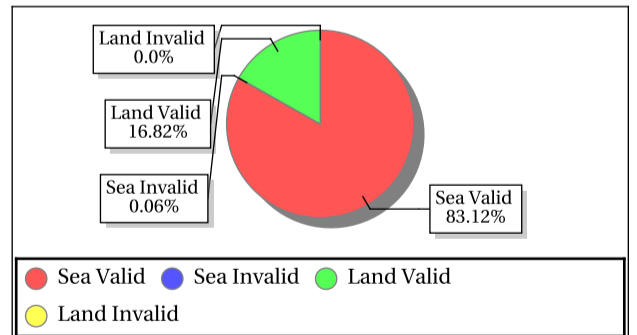 Land Invalid
0.0%
Land Valid
16.82%
Sea Invalid
0.06%
Sea Valid
83.12%
Sea Valid Sea Invalid Land Valid
Land Invalid